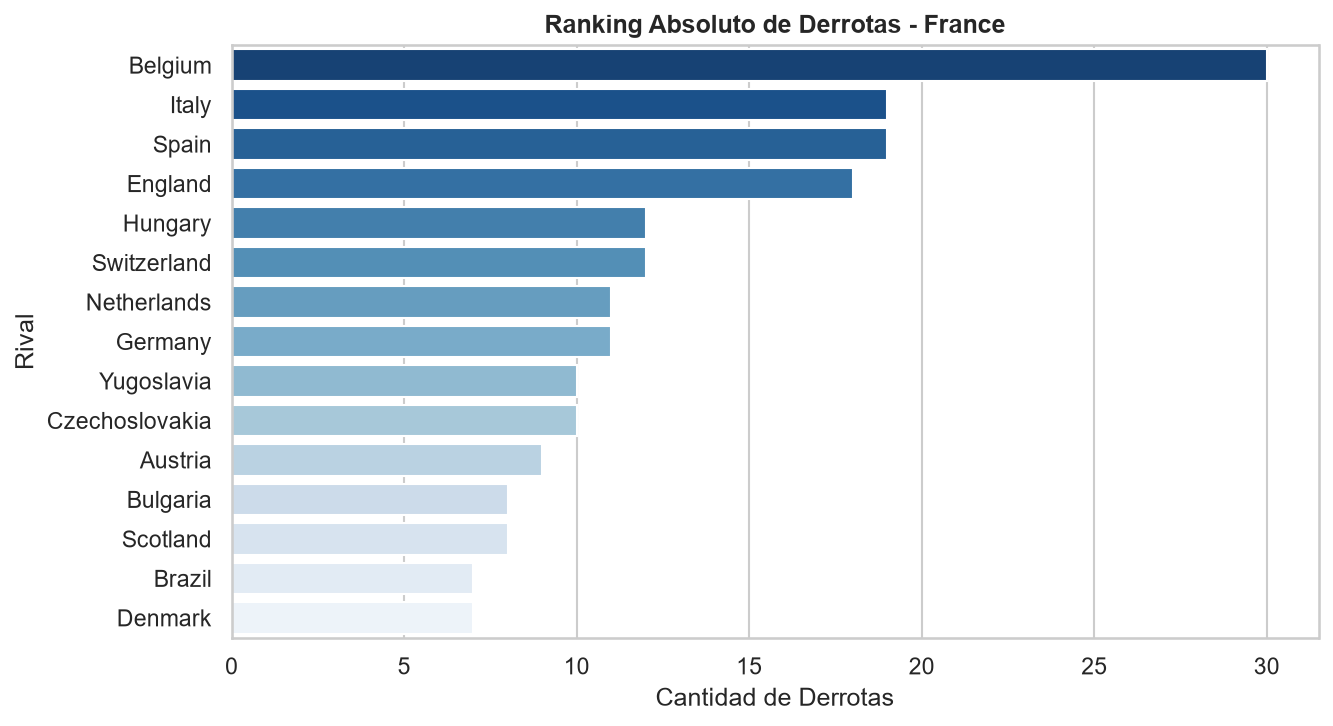 Ranking Absoluto de Derrotas - France
Rival
Belgium
Italy
Spain
England
Hungary
Switzerland
Netherlands
Germany
Yugoslavia
Czechoslovakia
Austria
Bulgaria
Scotland
Brazil
Denmark
0 5 10 15 20 25 30
Cantidad de Derrotas